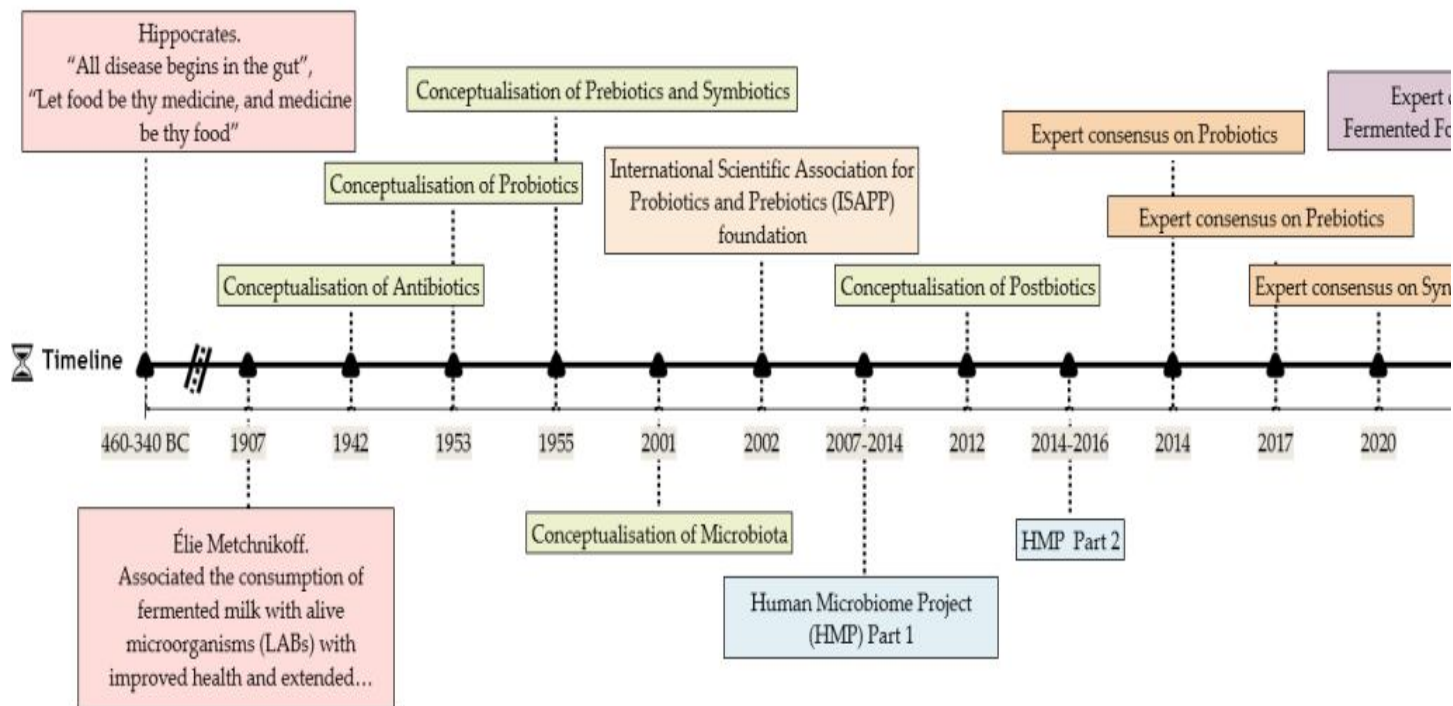 Hippocrates.
“All disease begins in the gut”,
“Let food be thy medicine, and medicine
be thy food”
Conceptualisation of Prebiotics and Symbiotics
Expert consensus on Probiotics
Expert
Fermented
Conceptualisation of Probiotics
International Scientific Association for
Probiotics and Prebiotics (ISAPP)
foundation
Expert consensus on Prebiotics
Conceptualisation of Antibiotics
Conceptualisation of Postbiotics
Expert consensus on
Timeline
460-340 BC
1907
1942
1953
1955
2001
2002
2007-2014
2012
2014-2016
2014
2017
2020
Élie Metchnikoff.
Associated the consumption of
fermented milk with alive
microorganisms (LABs) with
improved health and extended…
Conceptualisation of Microbiota
HMP Part 2
Human Microbiome Project
(HMP) Part 1